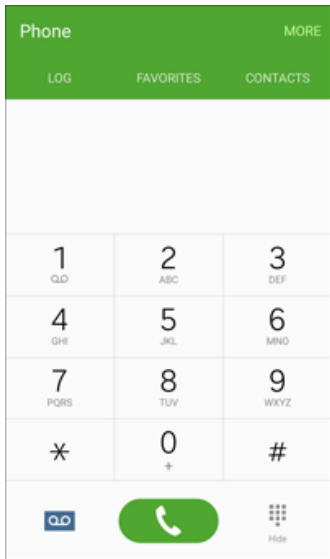 Phone MORE
LOG FAVORITES CONTACTS
1 2 3
ABC DEF
4 5 6
GHI JKL MNO
7 8 9
PQRS TUV WXYZ
* 0 #
+
Hide